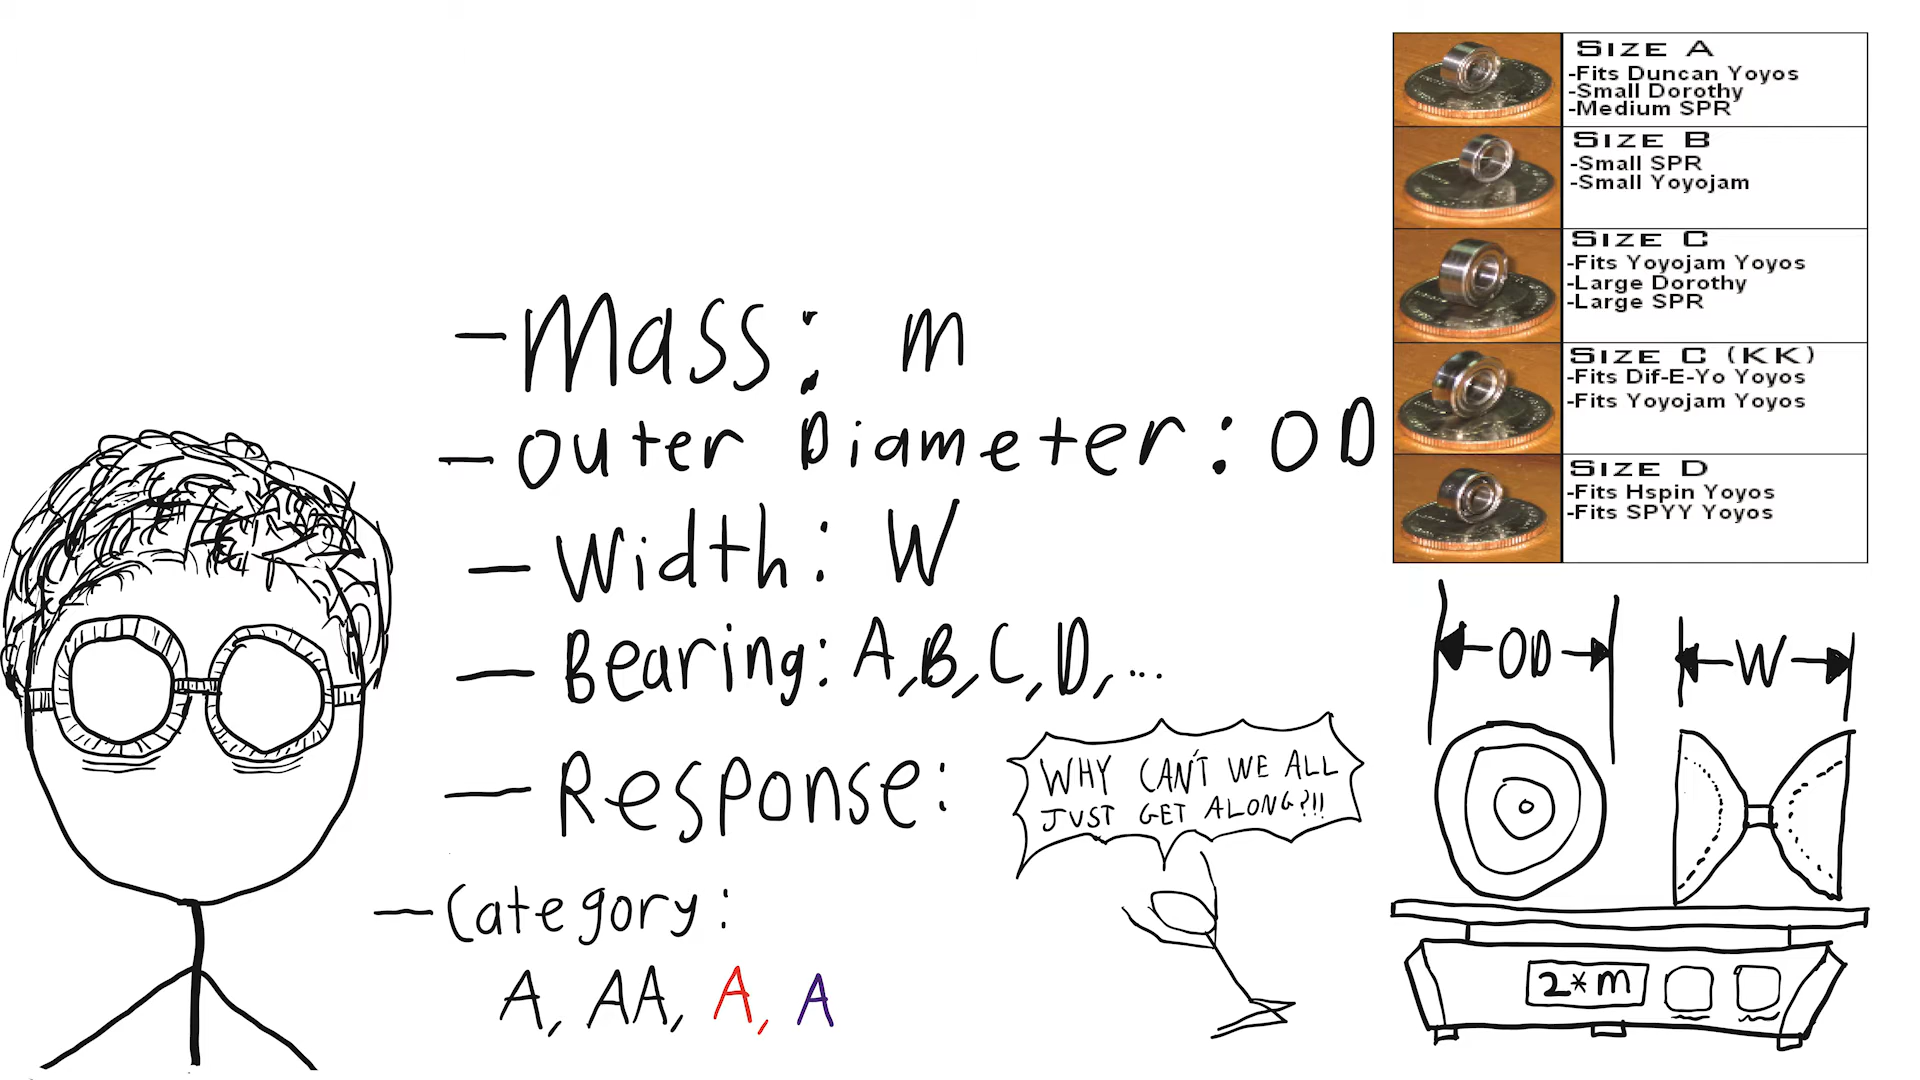 - Mass: m
- Outer Diameter: OD
- Width: W
- Bearing: A, B, C, D, ...
- Response:
- Category:
A, AA, A, A
WHY CAN'T WE ALL
JUST GET ALONG?!!
SIZE A
-Fits Duncan Yoyos
-Small Dorothy
-Medium SPR
SIZE B
-Small SPR
-Small Yoyojam
SIZE C
-Fits Yoyojam Yoyos
-Large Dorothy
-Large SPR
SIZE C (KK)
-Fits Dif-E-Yo Yoyos
-Fits Yoyojam Yoyos
SIZE D
-Fits Hspin Yoyos
-Fits SPYY Yoyos
OD
W
2*m